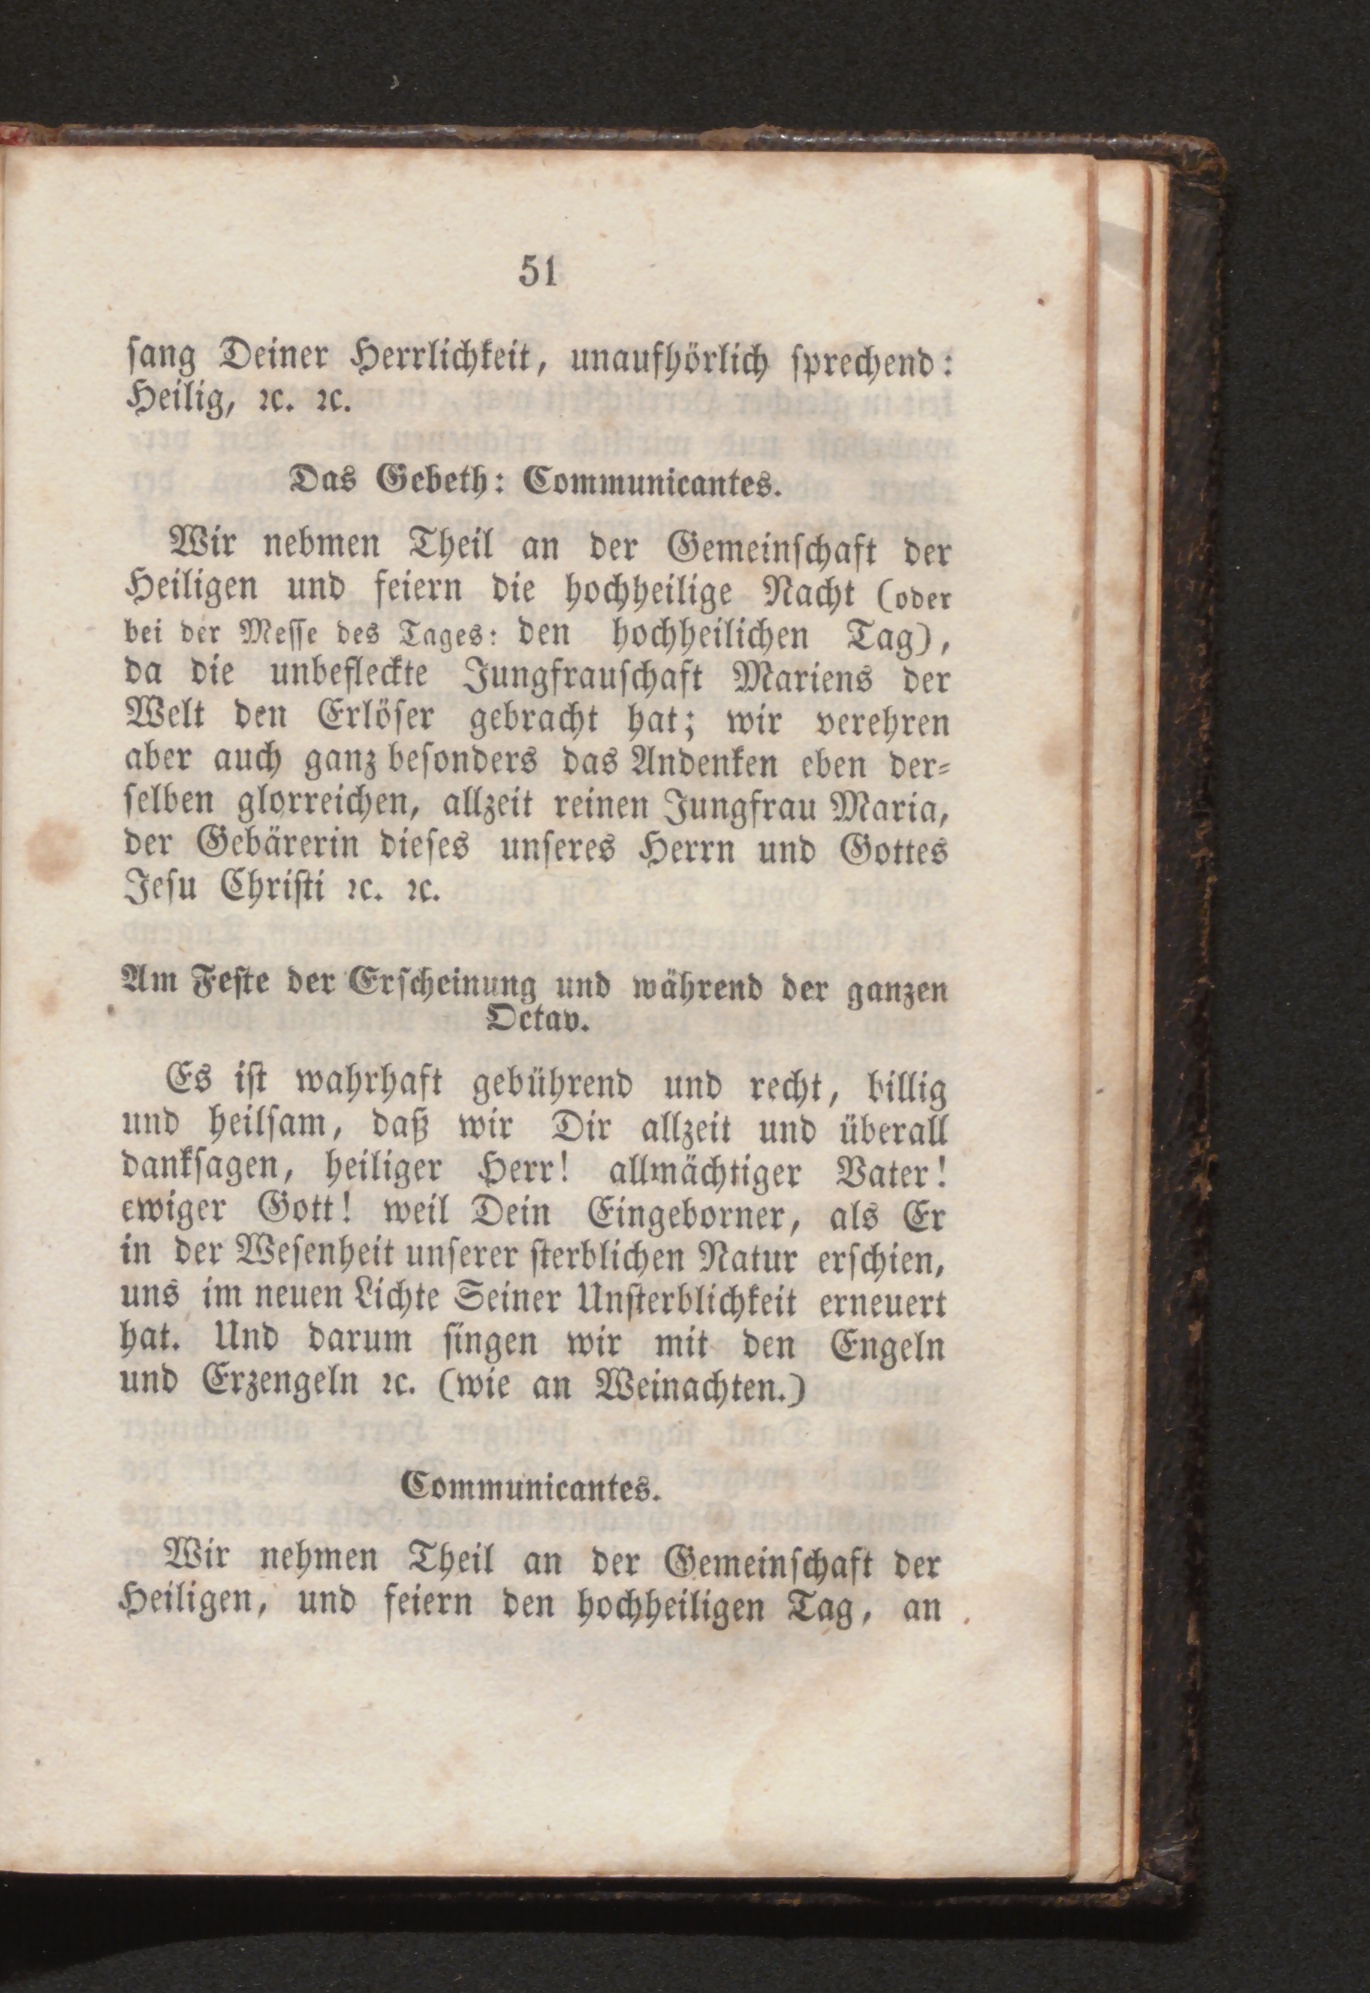 51
sang Deiner Herrlichkeit, unaufhörlich sprechend:
Heilig, ꝛc. ꝛc.
Das Gebeth: Communicantes.
Wir nebmen Theil an der Gemeinschaft der
Heiligen und feiern die hochheilige Nacht (oder
bei der Messe des Tages: den hochheilichen Tag),
da die unbefleckte Jungfrauschaft Mariens der
Welt den Erlöser gebracht hat; wir verehren
aber auch ganz besonders das Andenken eben der-
selben glorreichen, allzeit reinen Jungfrau Maria,
der Gebärerin dieses unseres Herrn und Gottes
Jesu Christi ꝛc. ꝛc.
Am Feste der Erscheinung und während der ganzen
Octav.
Es ist wahrhaft gebührend und recht, billig
und heilsam, daß wir Dir allzeit und überall
danksagen, heiliger Herr! allmächtiger Vater!
ewiger Gott! weil Dein Eingeborner, als Er
in der Wesenheit unserer sterblichen Natur erschien,
uns im neuen Lichte Seiner Unsterblichkeit erneuert
hat. Und darum singen wir mit den Engeln
und Erzengeln ꝛc. (wie an Weinachten.)
Communicantes.
Wir nehmen Theil an der Gemeinschaft der
Heiligen, und feiern den hochheiligen Tag, an